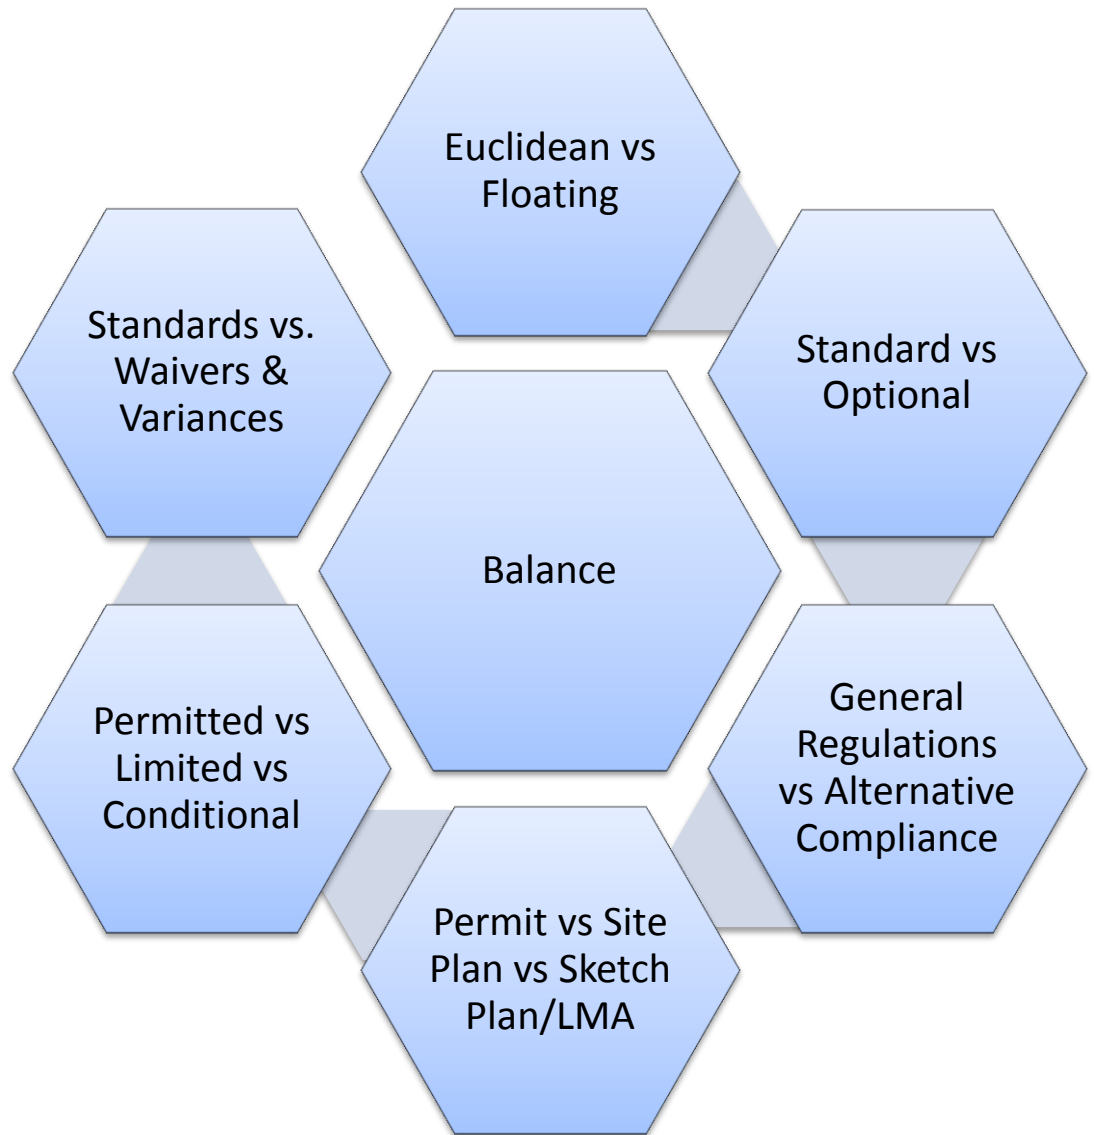 Euclidean vs
Floating
Standard vs
Optional
General
Regulations
vs Alternative
Compliance
Permit vs Site
Plan vs Sketch
Plan/LMA
Permitted vs
Limited vs
Conditional
Standards vs.
Waivers &
Variances
Balance